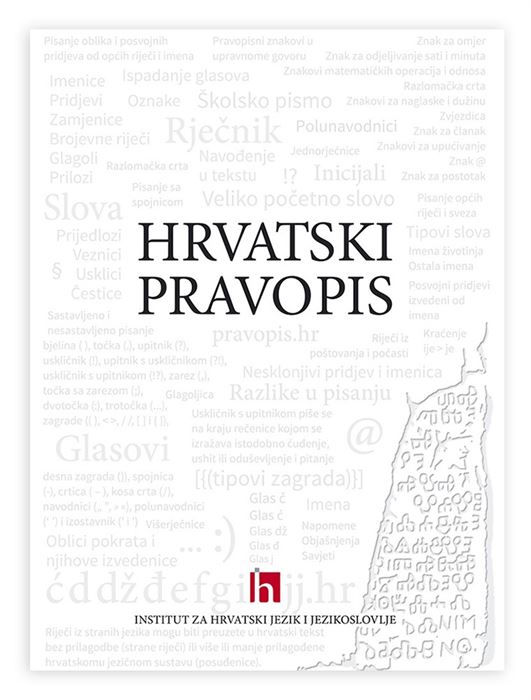 Pisanje oblika i posvojnih
pridjeva od općih riječi i imena
Pravopisni znakovi u
upravnome govoru
Znak za omjer
Znak za odjeljivanje sati i minuta
Znakovi matematičkih operacija i odnosa
Razlomačka crta
Znakovi za naglaske i dužinu
Zvjezdica
Znak za članak
Znakovi za upućivanje
Znak @
Znak za postotak
Imenice
Ispadanje glasova
Pridjevi
Oznake
Školsko pismo
Zamjenice
Rječnik
Polunavodnici
Brojevne riječi
Glagoli
Razlomačka crta
Navođenje
u tekstu
Jednorječnice
!?
Inicijali
Prilozi
Pisanje sa
spojnicom
Veliko početno slovo
Pisanje općih
riječi i sveza
Slova
Tipovi slova
Prijedlozi
Veznici
Imena životinja
Ostala imena
§
Usklici
Čestice
Posvojni pridjevi
izvedeni od
imena
HRVATSKI
PRAVOPIS
Sastavljeno i
nesastavljeno pisanje
pravopis.hr
Riječi iz
poštovanja i počasti
Kraćenje
ije > je
bjelina ( ), točka (.), upitnik (?),
uskličnik (!), upitnik s uskličnikom (?!),
uskličnik s upitnikom (!?), zarez (,),
točka sa zarezom (;),
dvotočka (:), trotočka (...),
zagrade (( ), < >, / /, [ ] i { }),
Nesklonjivi pridjevi i imenica
Glagoljica
Razlike u pisanju
Uskličnik s upitnikom piše se
na kraju rečenice kojom se
izražava istodobno čuđenje,
ushit ili oduševljenje i pitanje
@
Glasovi
[{(tipovi zagrada)}]
desna zagrada ()), spojnica
(-), crtica ( – ), kosa crta (/),
navodnici („ ”, » «), polunavodnici
(‘ ’) i izostavnik (’ i ')
Višerječnice
Glas č
Glas ć
Glas dž
Glas đ
Glas j
Imena
Napomene
Objašnjenja
Savjeti
Oblici pokrata i
njihove izvedenice
... :)
h
INSTITUT ZA HRVATSKI JEZIK I JEZIKOSLOVLJE
Riječi iz stranih jezika mogu biti preuzete u hrvatski tekst
bez prilagodbe (strane riječi) ili više ili manje prilagođene
hrvatskomu jezičnom sustavu (posuđenice).